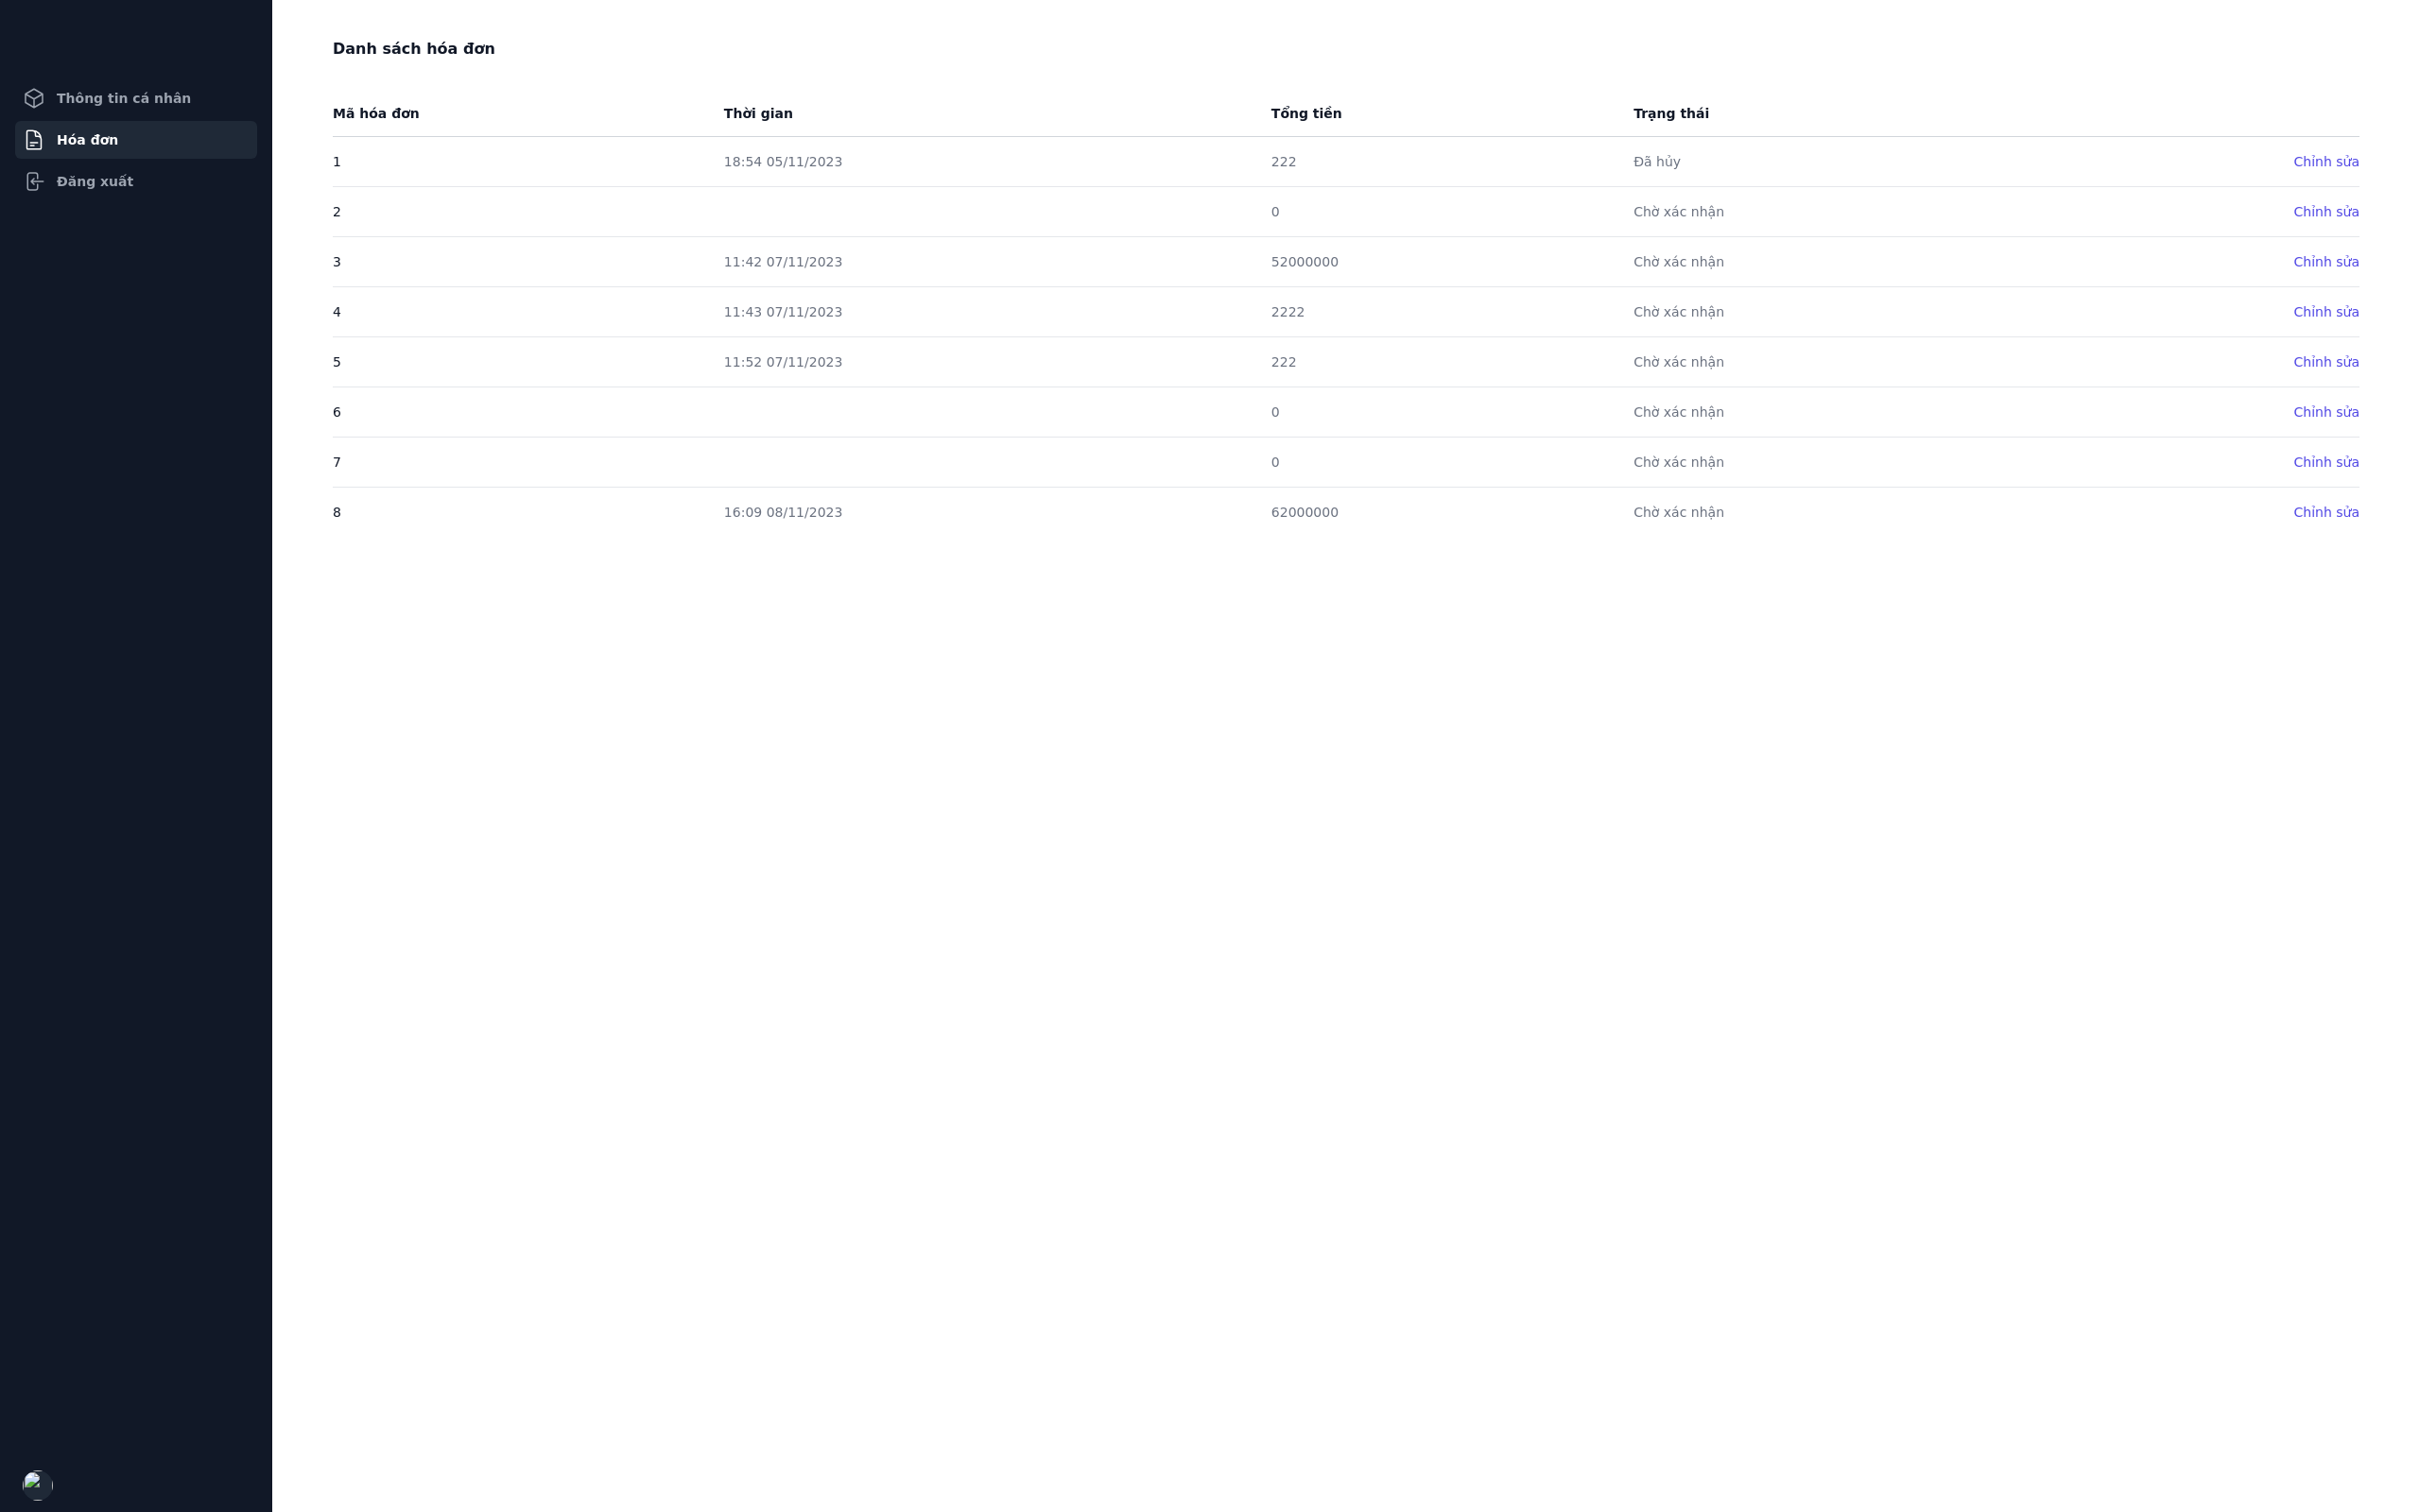 Danh sách hóa đơn
Thông tin cá nhân
Hóa đơn
Đăng xuất
Mã hóa đơn Thời gian Tổng tiền Trạng thái
1 18:54 05/11/2023 222 Đã hủy Chỉnh sửa
2 0 Chờ xác nhận Chỉnh sửa
3 11:42 07/11/2023 52000000 Chờ xác nhận Chỉnh sửa
4 11:43 07/11/2023 2222 Chờ xác nhận Chỉnh sửa
5 11:52 07/11/2023 222 Chờ xác nhận Chỉnh sửa
6 0 Chờ xác nhận Chỉnh sửa
7 0 Chờ xác nhận Chỉnh sửa
8 16:09 08/11/2023 62000000 Chờ xác nhận Chỉnh sửa